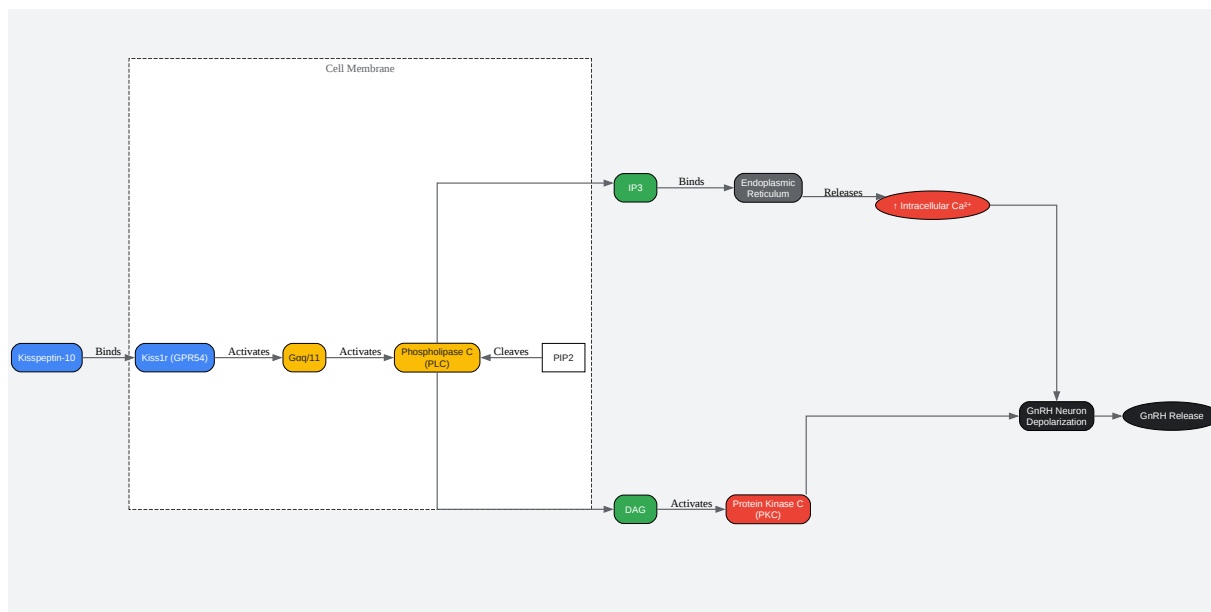 Cell Membrane
IP3
Binds
Endoplasmic
Reticulum
Releases
↑ Intracellular Ca²⁺
Kisspeptin-10
Binds
Kiss1r (GPR54)
Activates
Gαq/11
Activates
Phospholipase C
(PLC)
Cleaves
PIP2
GnRH Neuron
Depolarization
GnRH Release
DAG
Activates
Protein Kinase C
(PKC)